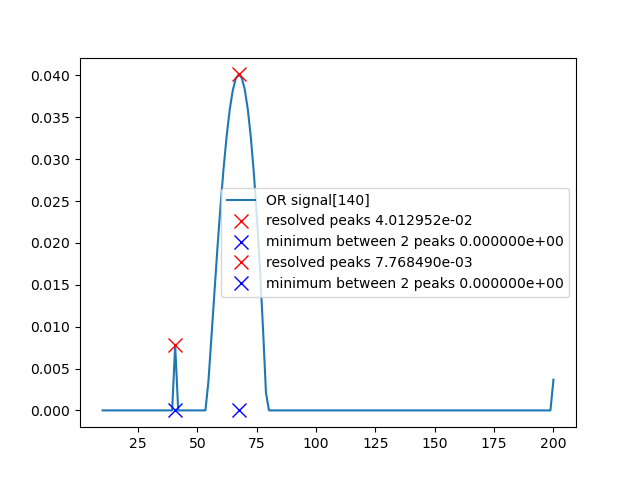 0.040
0.035
0.030
0.025
0.020
0.015
0.010
0.005
0.000
OR signal[140]
resolved peaks 4.012952e-02
minimum between 2 peaks 0.000000e+00
resolved peaks 7.768490e-03
minimum between 2 peaks 0.000000e+00
25 50 75 100 125 150 175 200